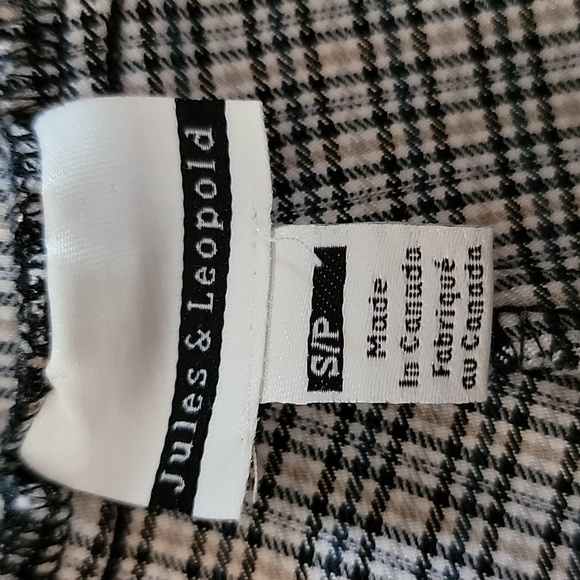 Jules & Leopold
S/P
Made
In Canada
Fabriqué
au Canada